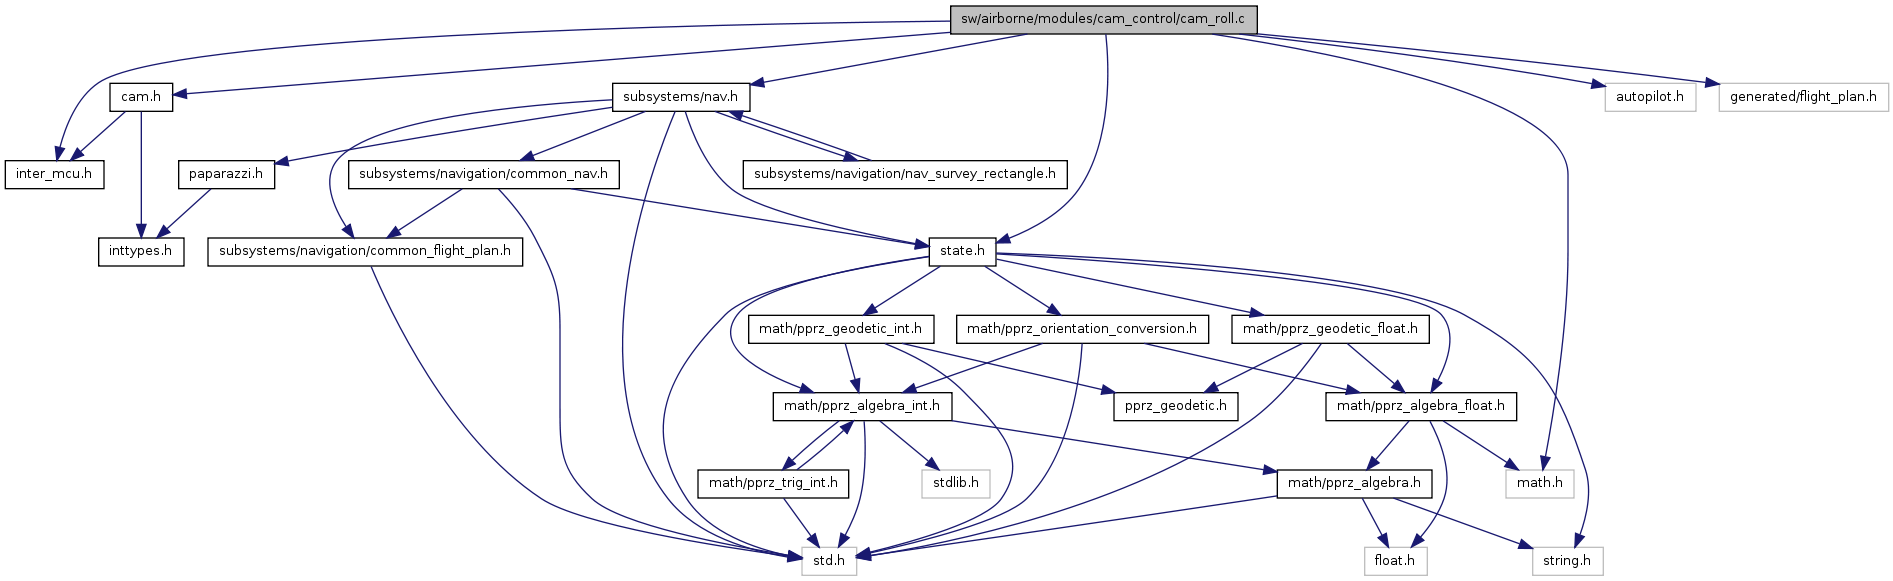 sw/airborne/modules/cam_control/cam_roll.c
cam.h
subsystems/nav.h
autopilot.h
generated/flight_plan.h
inter_mcu.h
paparazzi.h
subsystems/navigation/common_nav.h
subsystems/navigation/nav_survey_rectangle.h
inttypes.h
subsystems/navigation/common_flight_plan.h
state.h
math/pprz_geodetic_int.h
math/pprz_orientation_conversion.h
math/pprz_geodetic_float.h
math/pprz_algebra_int.h
pprz_geodetic.h
math/pprz_algebra_float.h
math/pprz_trig_int.h
stdlib.h
math/pprz_algebra.h
math.h
std.h
float.h
string.h